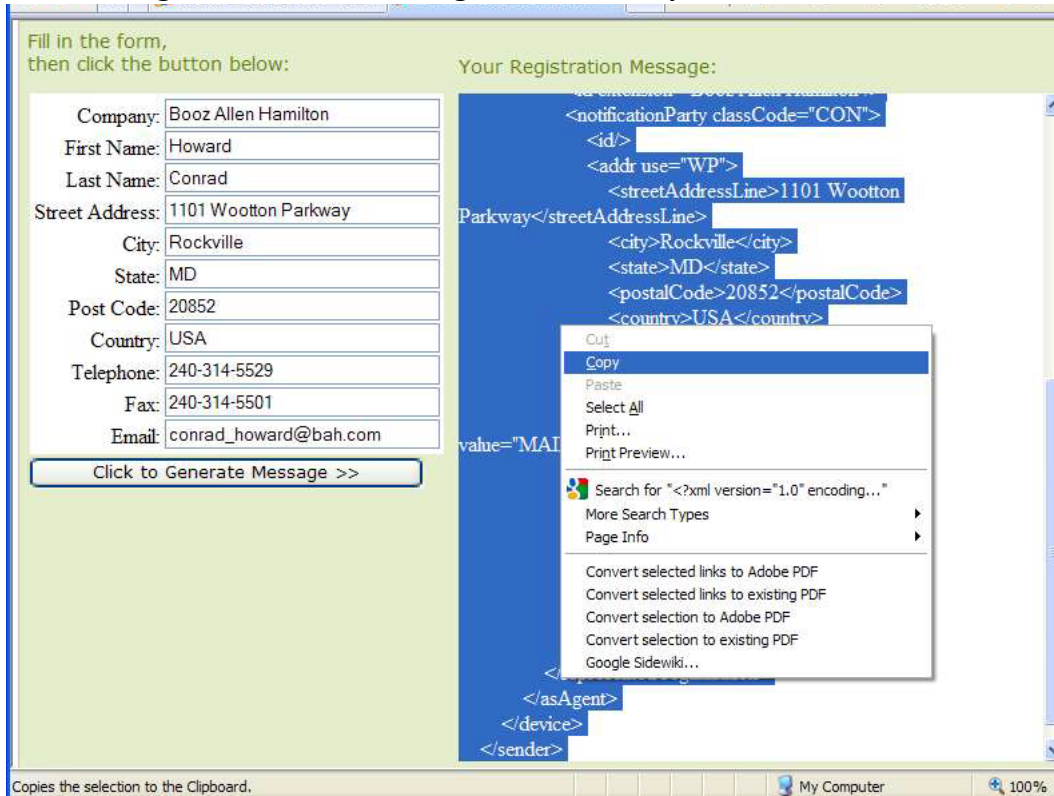 Fill in the form,
then click the button below:
Company: Booz Allen Hamilton
First Name: Howard
Last Name: Conrad
Street Address: 1101 Wootton Parkway
City: Rockville
State: MD
Post Code: 20852
Country: USA
Telephone: 240-314-5529
Fax: 240-314-5501
Email: conrad_howard@bah.com
Click to Generate Message >>
Your Registration Message:
<notificationParty classCode="CON">
<id/>
<addr use="WP">
<streetAddressLine>1101 Wootton
Parkway</streetAddressLine>
<city>Rockville</city>
<state>MD</state>
<postalCode>20852</postalCode>
<country>USA</country>
value="MAI
</asAgent>
</device>
</sender>
Cut
Copy
Paste
Select All
Print...
Print Preview...
Search for "<?xml version="1.0" encoding..."
More Search Types
Page Info
Convert selected links to Adobe PDF
Convert selected links to existing PDF
Convert selection to Adobe PDF
Convert selection to existing PDF
Google Sidewiki...
Copies the selection to the Clipboard.
My Computer
100%